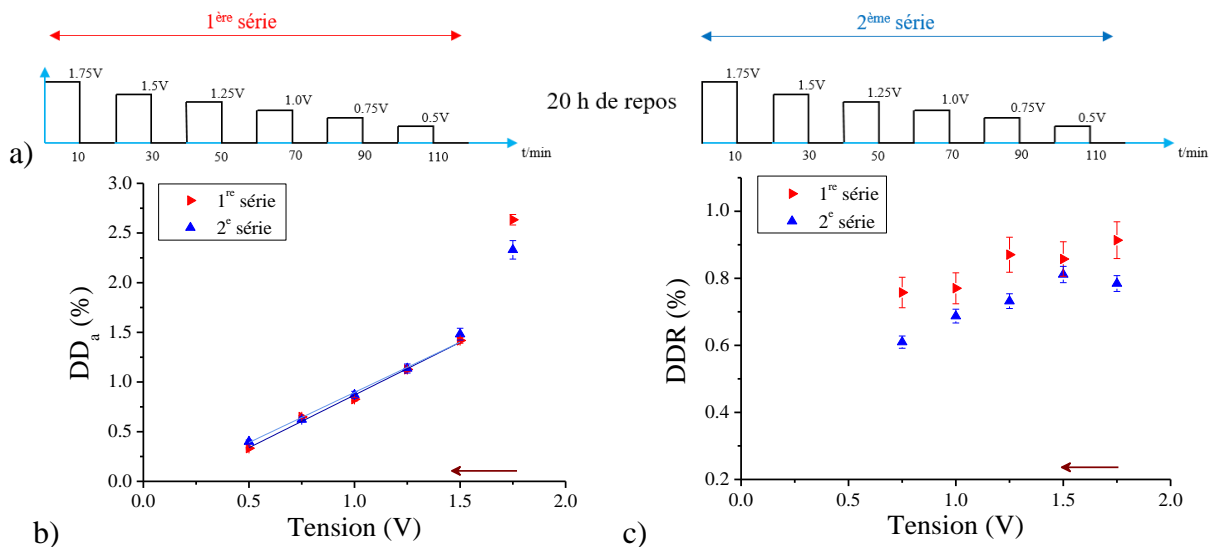 a)
1ère série
2ème série
1.75V
1.5V
1.25V
1.0V
0.75V
0.5V
10
30
50
70
90
110
t/min
20 h de repos
1.75V
1.5V
1.25V
1.0V
0.75V
0.5V
10
30
50
70
90
110
t/min
b)
1re série
2e série
DDa (%)
3.0
2.5
2.0
1.5
1.0
0.5
0.0
0.0 0.5 1.0 1.5 2.0
Tension (V)
c)
1re série
2e série
DDR (%)
1.0
0.8
0.6
0.4
0.2
0.0 0.5 1.0 1.5 2.0
Tension (V)